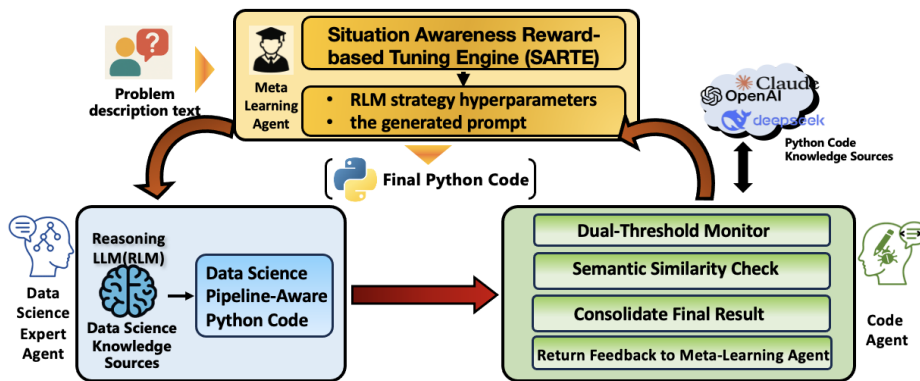 Problem
description text
Meta
Learning
Agent
Situation Awareness Reward-
based Tuning Engine (SARTE)
• RLM strategy hyperparameters
• the generated prompt
Final Python Code
Claude
OpenAI
deepseek
Python Code
Knowledge Sources
Data
Science
Expert
Agent
Reasoning
LLM(RLM)
Data Science
Knowledge
Sources
Data Science
Pipeline-Aware
Python Code
Dual-Threshold Monitor
Semantic Similarity Check
Consolidate Final Result
Return Feedback to Meta-Learning Agent
Code
Agent